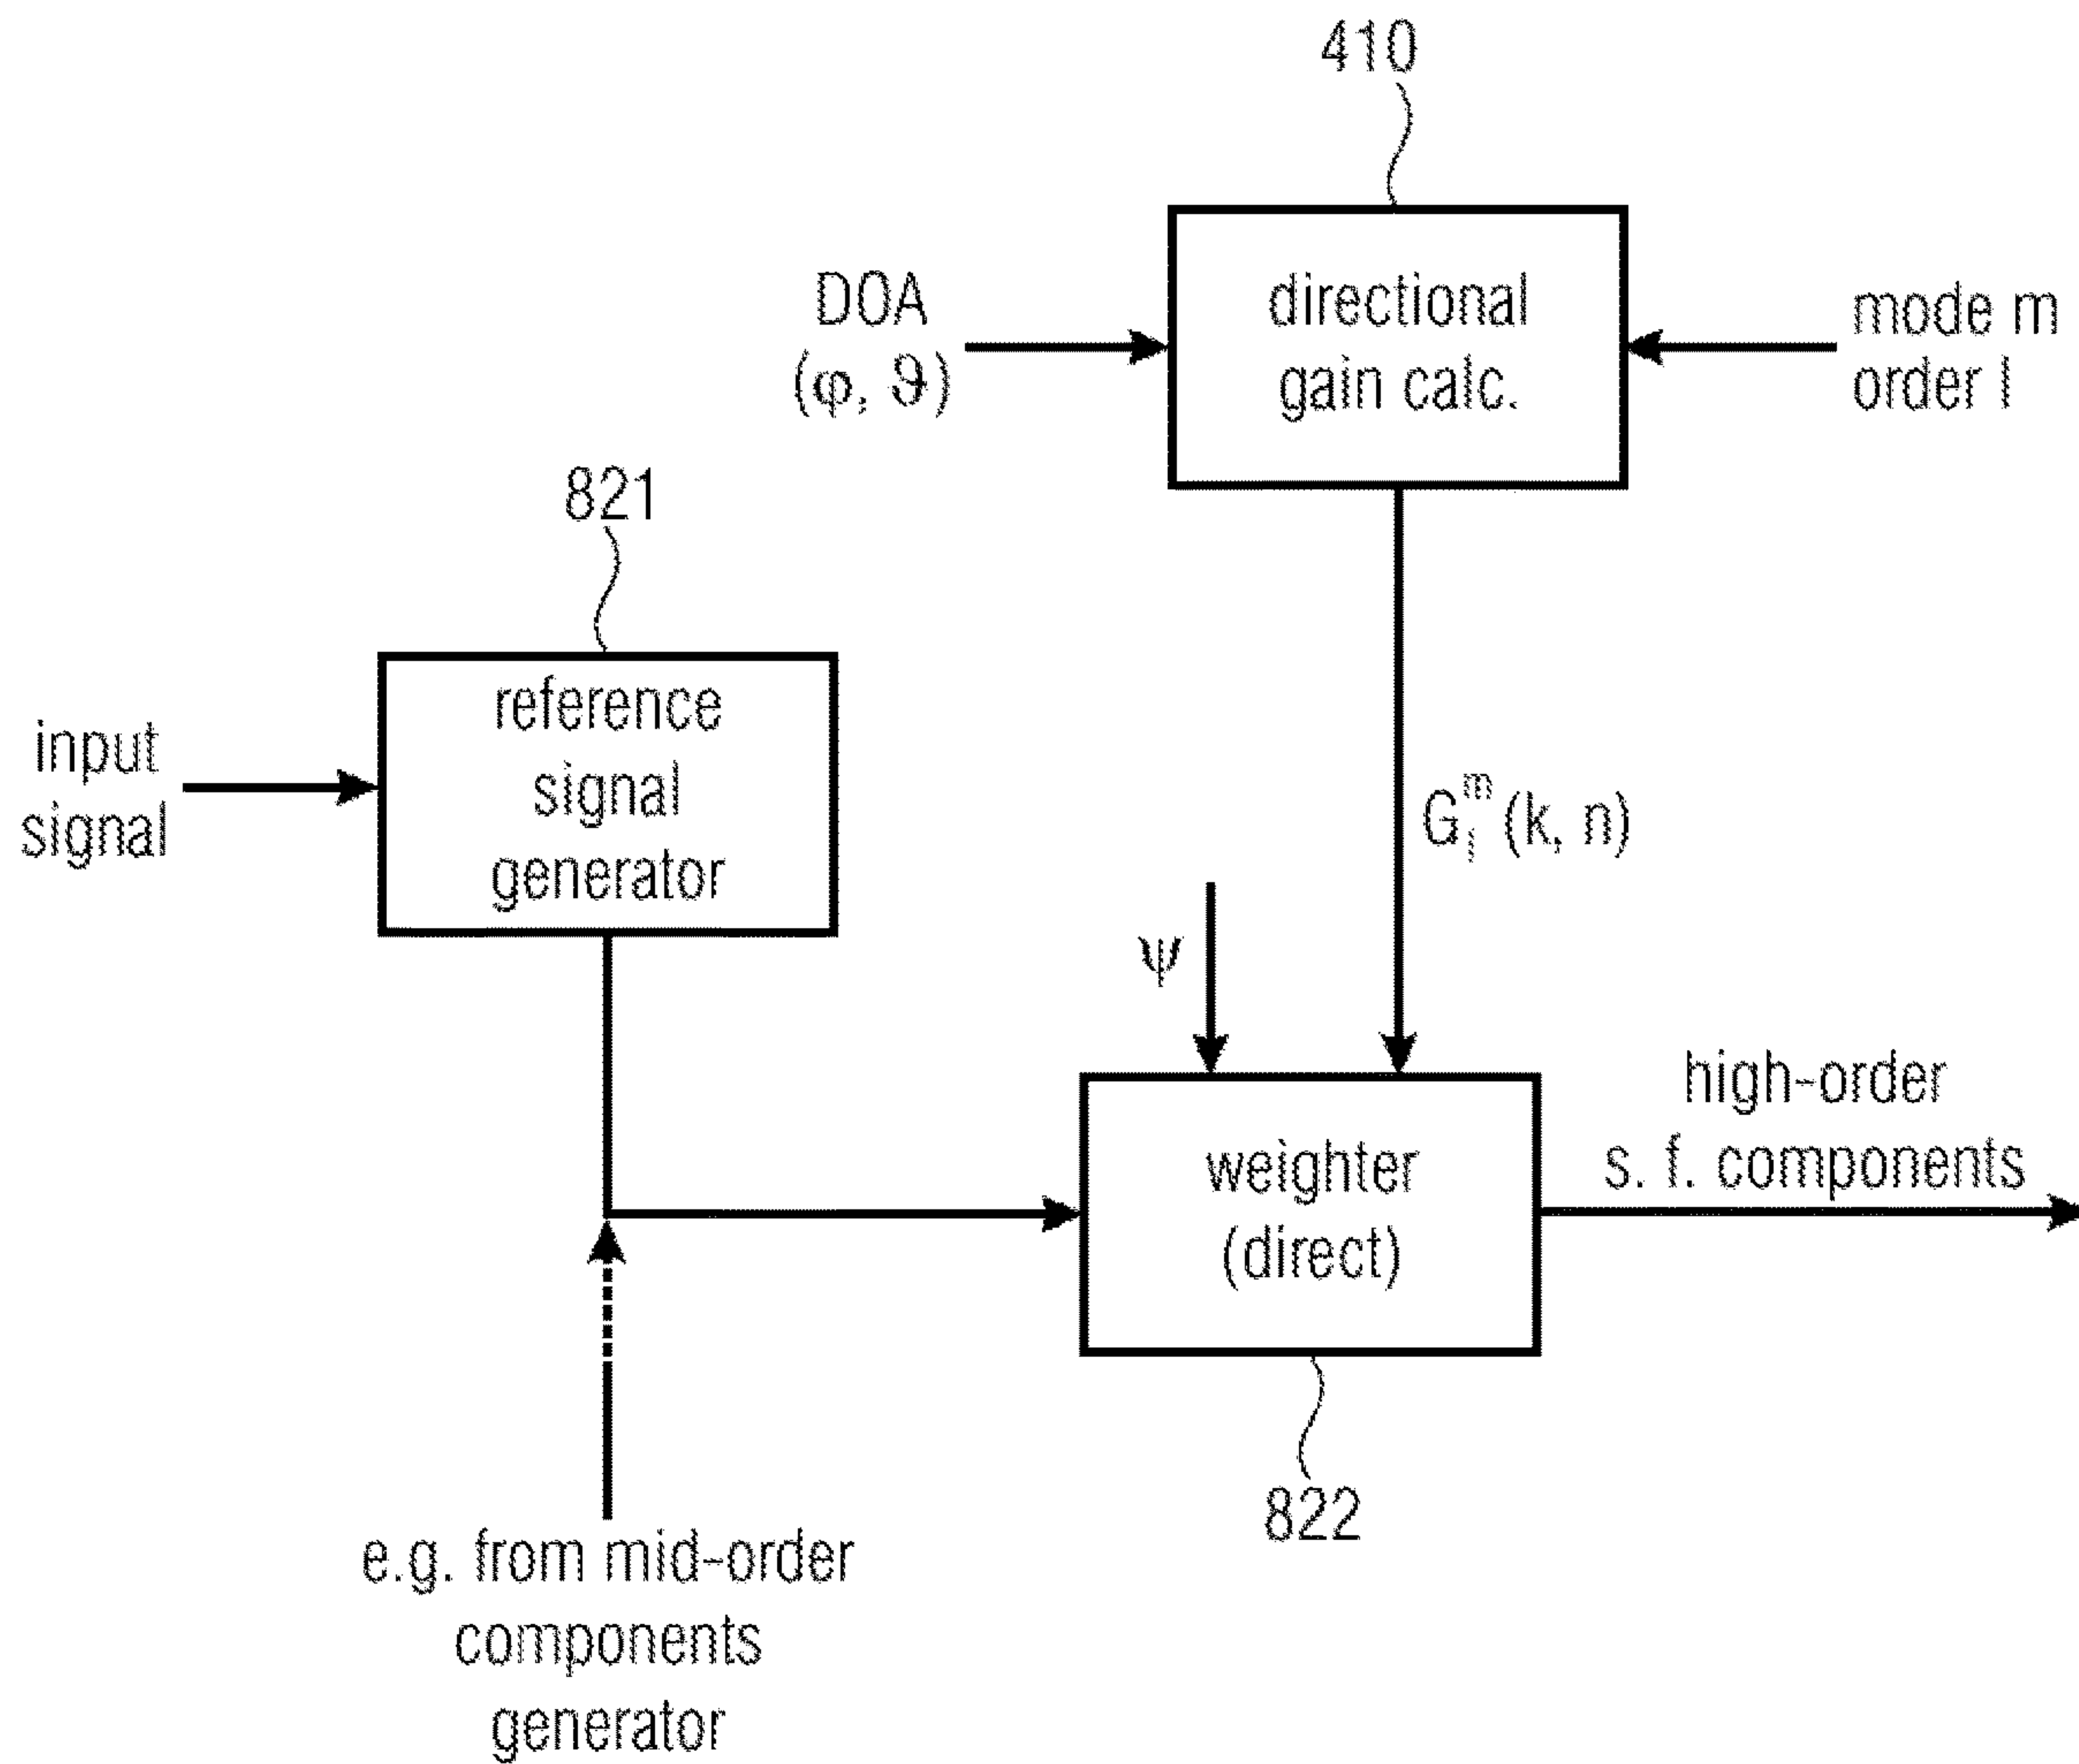 410
DOA
(φ, ϑ)
directional
gain calc.
mode m
order l
821
input
signal
reference
signal
generator
G_l^m (k, n)
ψ
weighter
(direct)
high-order
s. f. components
822
e.g. from mid-order
components
generator